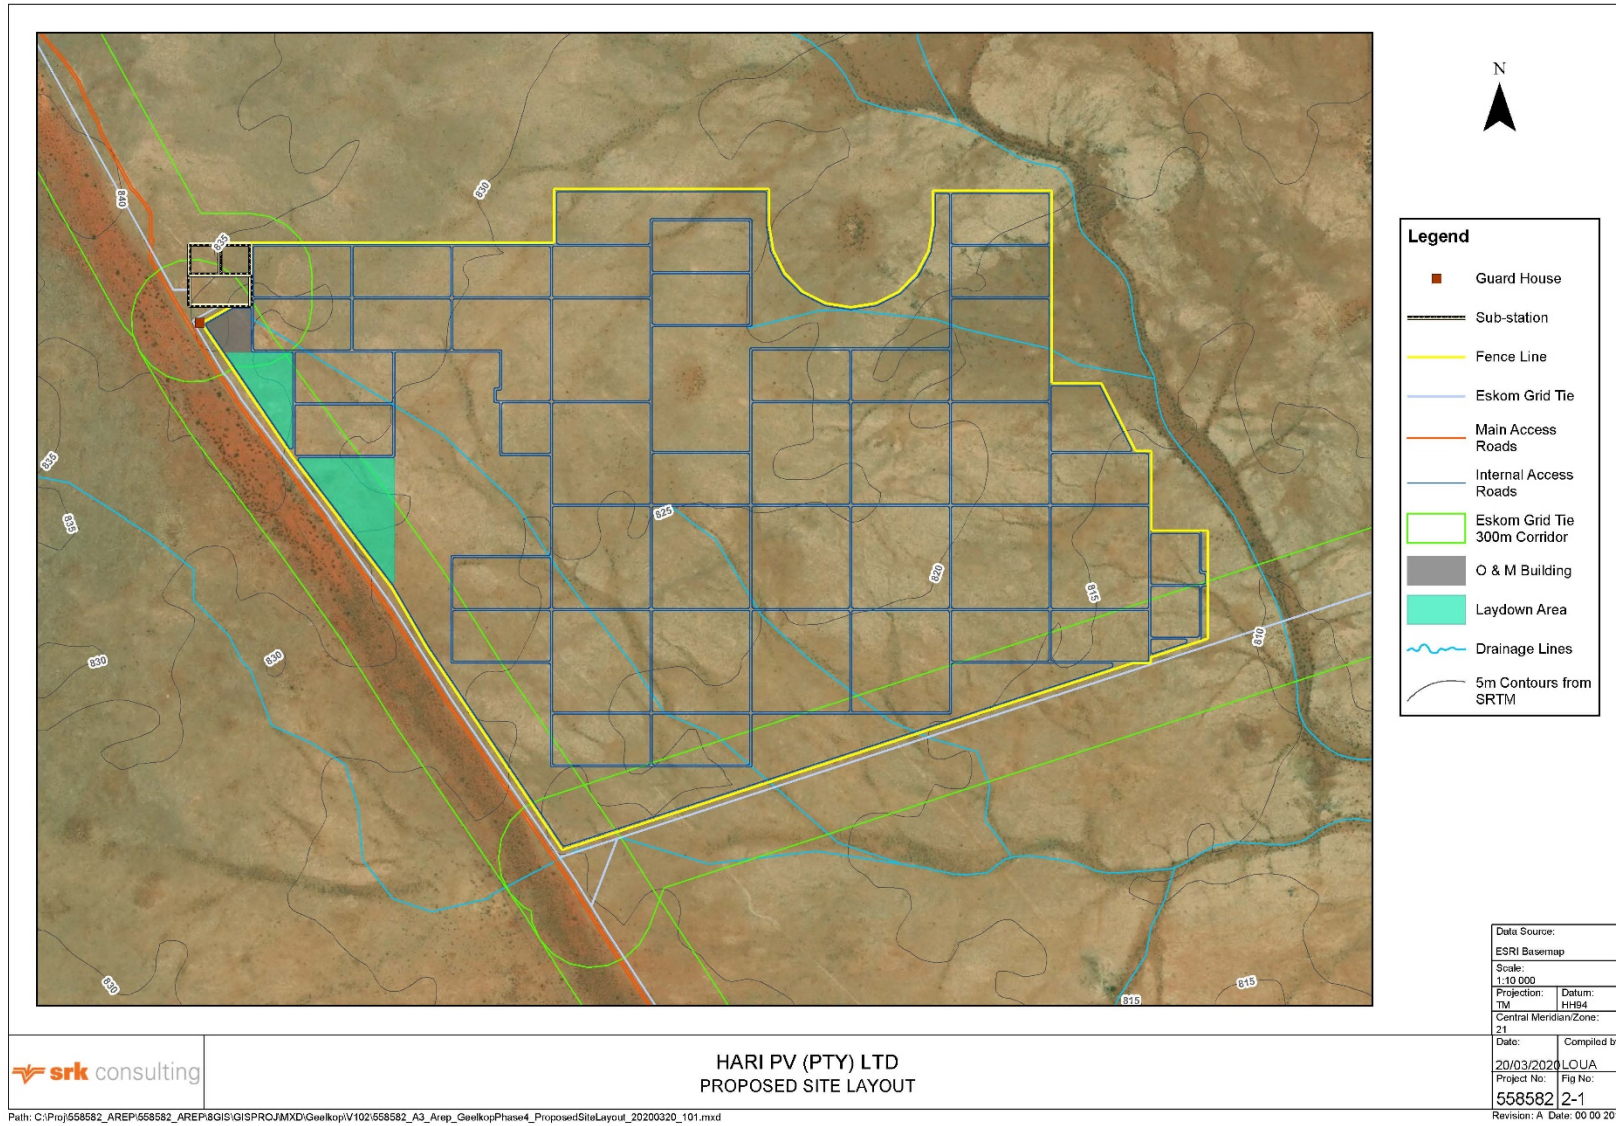 N
840
830
835
835
835
825
820
815
810
830
830
830
815
815
Legend
Guard House
Sub-station
Fence Line
Eskom Grid Tie
Main Access
Roads
Internal Access
Roads
Eskom Grid Tie
300m Corridor
O & M Building
Laydown Area
Drainage Lines
5m Contours from
SRTM
Data Source:
ESRI Basemap
Scale:
1:10 000
Projection: Datum:
TM HH94
Central Meridian/Zone:
21
Date: Compiled b
20/03/2020 LOUA
Project No: Fig No:
558582 2-1
Revision: A Date: 00 00 20
srk consulting
HARI PV (PTY) LTD
PROPOSED SITE LAYOUT
Path: C:\Proj\558582_AREP\558582_AREP\8GIS\GISPROJ\MXD\Geelkop\V102\558582_A3_Arep_GeelkopPhase4_ProposedSiteLayout_20200320_101.mxd